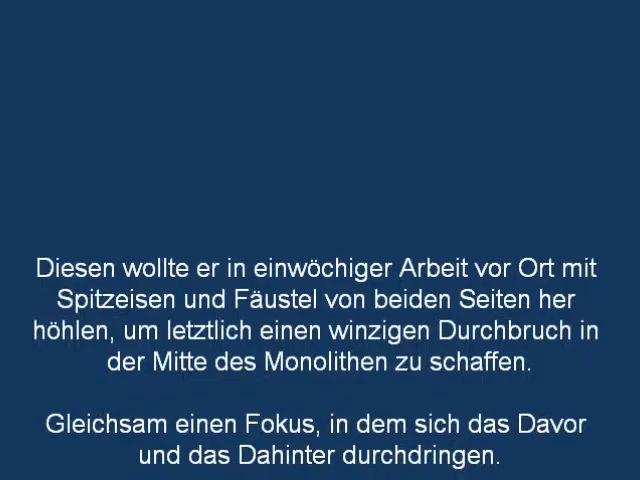 Diesen wollte er in einwöchiger Arbeit vor Ort mit
Spitzeisen und Fäustel von beiden Seiten her
höhlen, um letztlich einen winzigen Durchbruch in
der Mitte des Monolithen zu schaffen.
Gleichsam einen Fokus, in dem sich das Davor
und das Dahinter durchdringen.